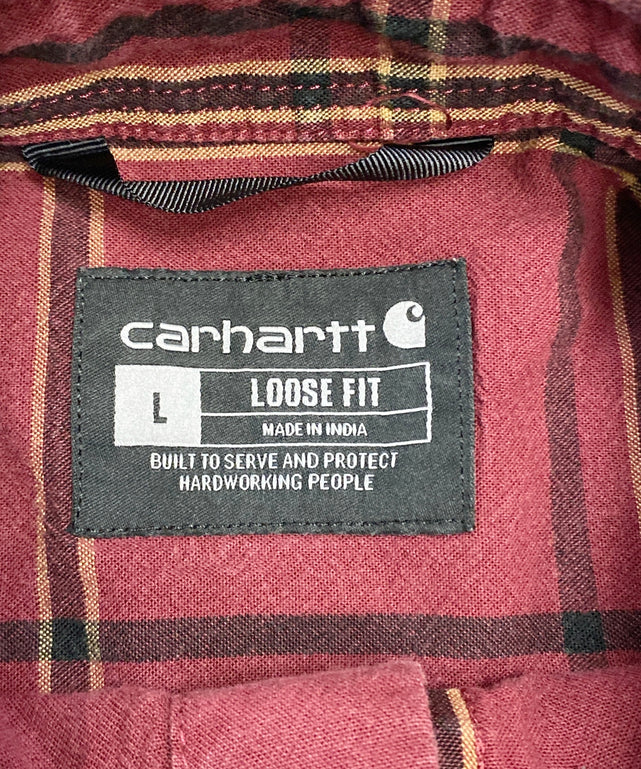 carhartt
L
LOOSE FIT
MADE IN INDIA
BUILT TO SERVE AND PROTECT
HARDWORKING PEOPLE